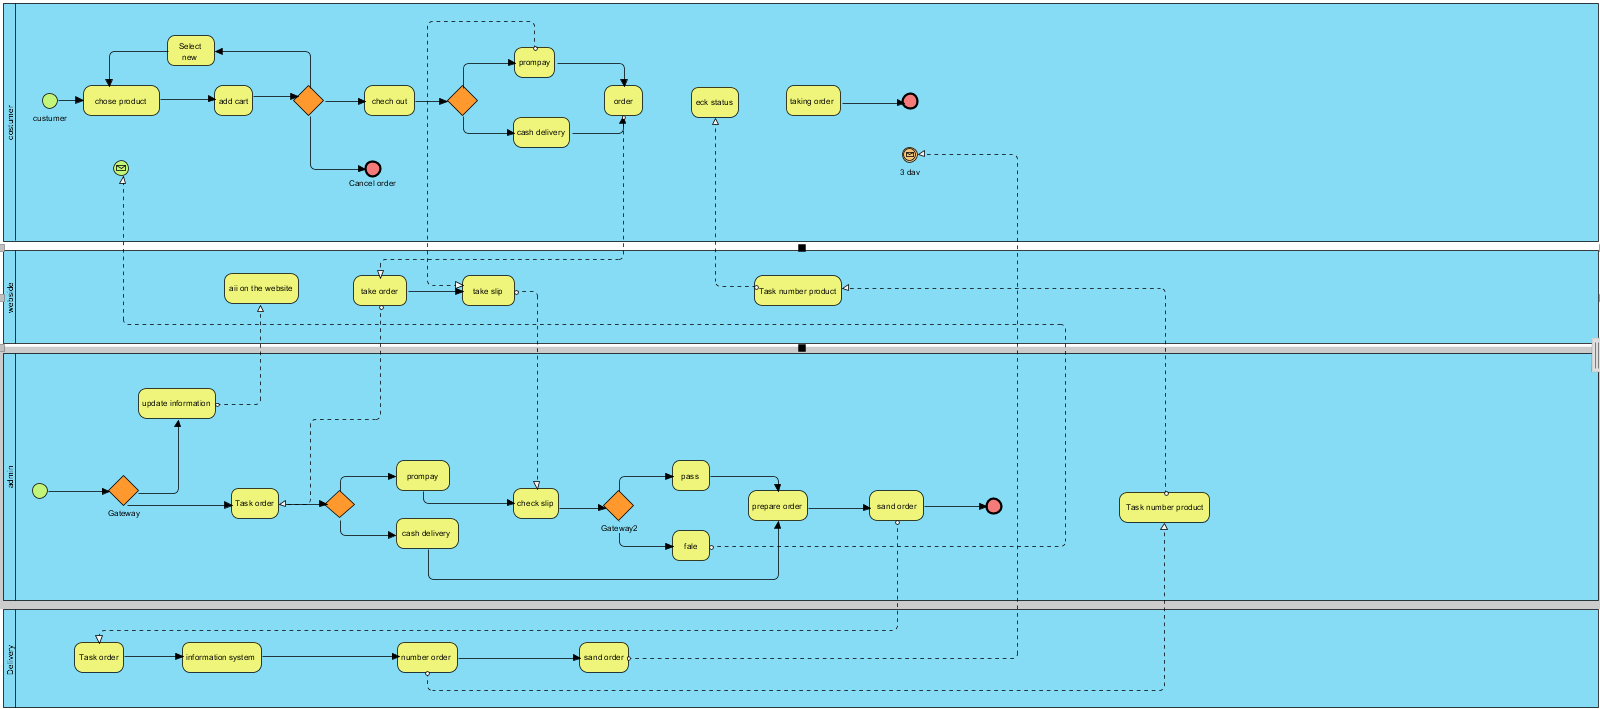 costumer
Select
new
chose product
add cart
chech out
prompay
cash delivery
order
eck status
taking order
custumer
Cancel order
3 day
webside
aii on the website
take order
take slip
Task number product
admin
update information
Gateway
Task order
prompay
cash delivery
check slip
Gateway2
pass
fale
prepare order
sand order
Task number product
Delivery
Task order
information system
number order
sand order